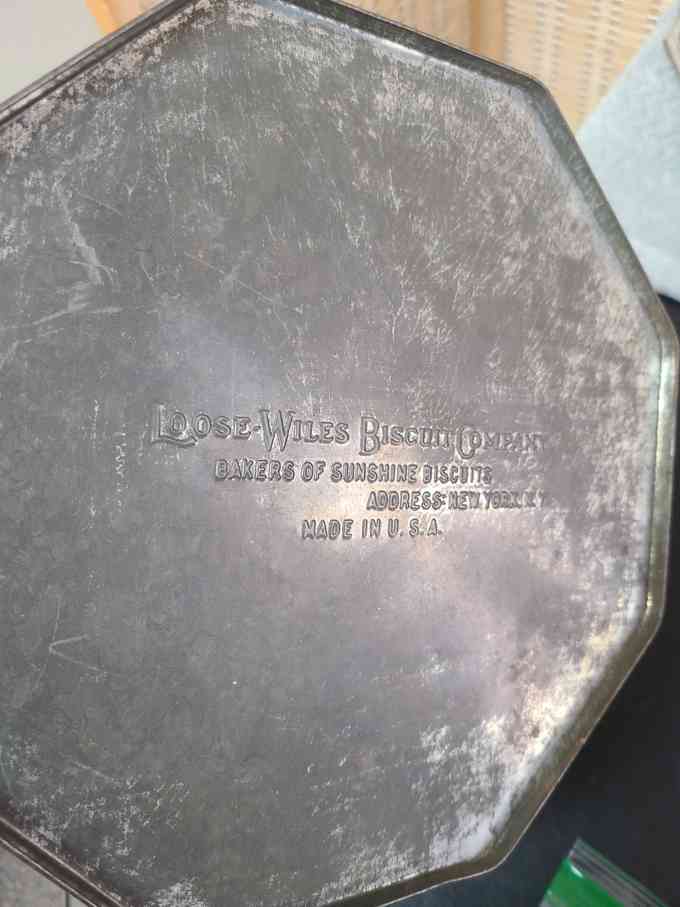 LOOSE-WILES BISCUIT COMPANY
BAKERS OF SUNSHINE BISCUITS
ADDRESS: NEW YORK, N.Y.
MADE IN U.S.A.